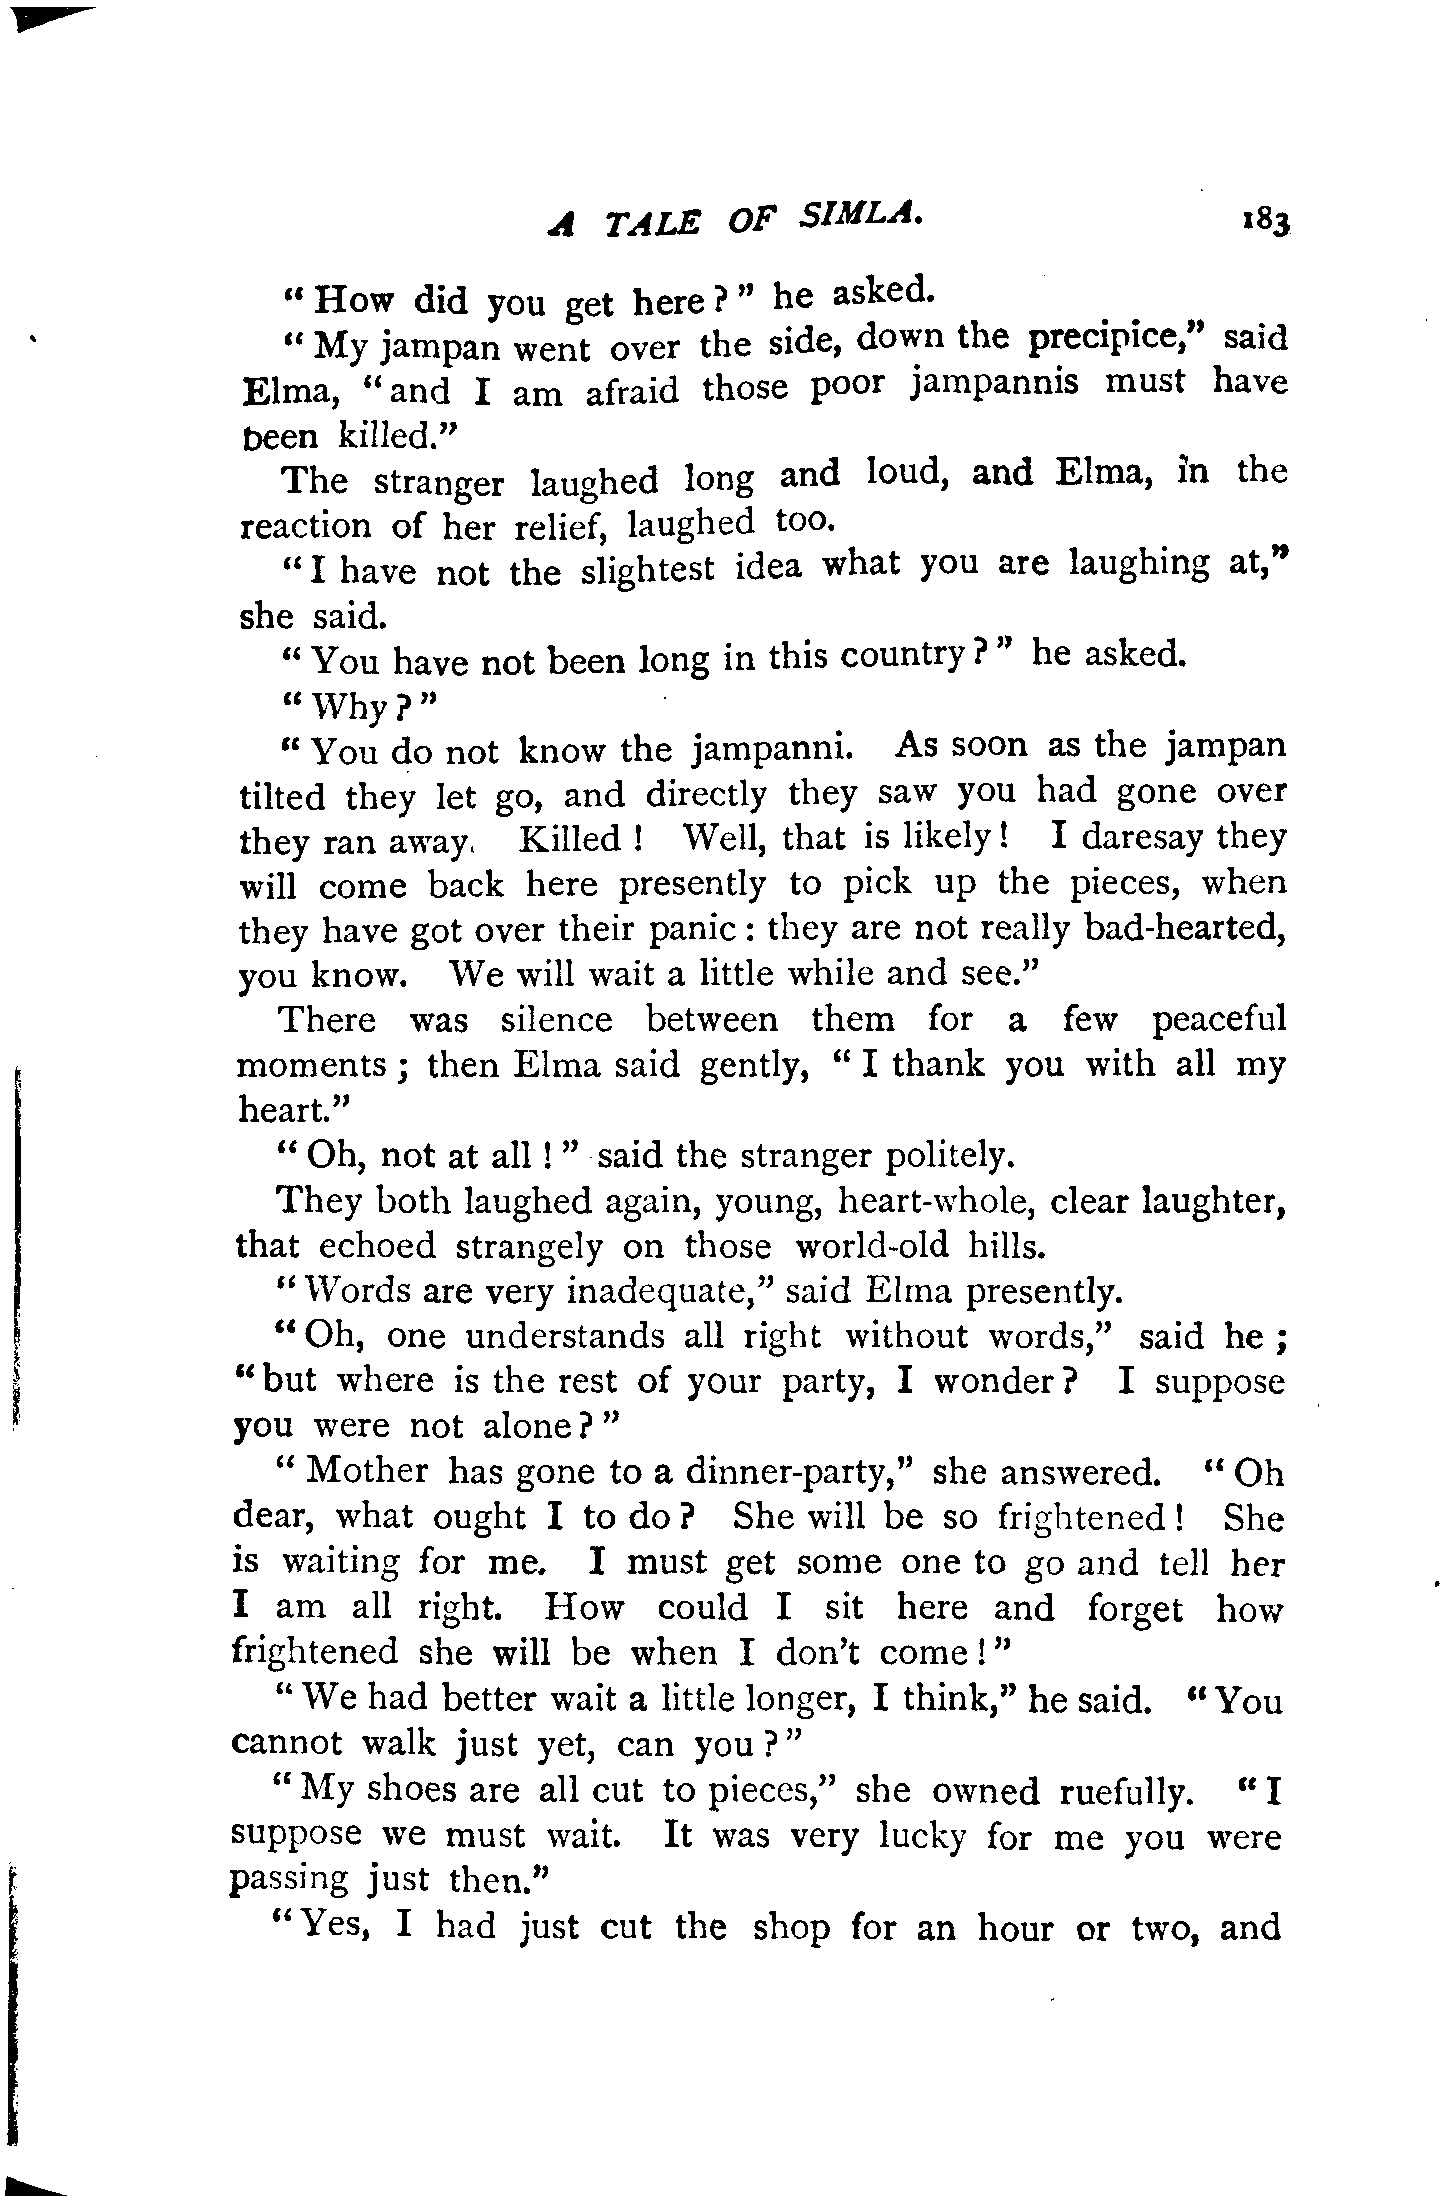 A TALE OF SIMLA. 183
“How did you get here?” he asked.
“My jampan went over the side, down the precipice,” said
Elma, “and I am afraid those poor jampannis must have
been killed.”
The stranger laughed long and loud, and Elma, in the
reaction of her relief, laughed too.
“I have not the slightest idea what you are laughing at,”
she said.
“You have not been long in this country?” he asked.
“Why?”
“You do not know the jampanni. As soon as the jampan
tilted they let go, and directly they saw you had gone over
they ran away. Killed! Well, that is likely! I daresay they
will come back here presently to pick up the pieces, when
they have got over their panic: they are not really bad-hearted,
you know. We will wait a little while and see.”
There was silence between them for a few peaceful
moments; then Elma said gently, “I thank you with all my
heart.”
“Oh, not at all!” said the stranger politely.
They both laughed again, young, heart-whole, clear laughter,
that echoed strangely on those world-old hills.
“Words are very inadequate,” said Elma presently.
“Oh, one understands all right without words,” said he;
“but where is the rest of your party, I wonder? I suppose
you were not alone?”
“Mother has gone to a dinner-party,” she answered. “Oh
dear, what ought I to do? She will be so frightened! She
is waiting for me. I must get some one to go and tell her
I am all right. How could I sit here and forget how
frightened she will be when I don't come!”
“We had better wait a little longer, I think,” he said. “You
cannot walk just yet, can you?”
“My shoes are all cut to pieces,” she owned ruefully. “I
suppose we must wait. It was very lucky for me you were
passing just then.”
“Yes, I had just cut the shop for an hour or two, and